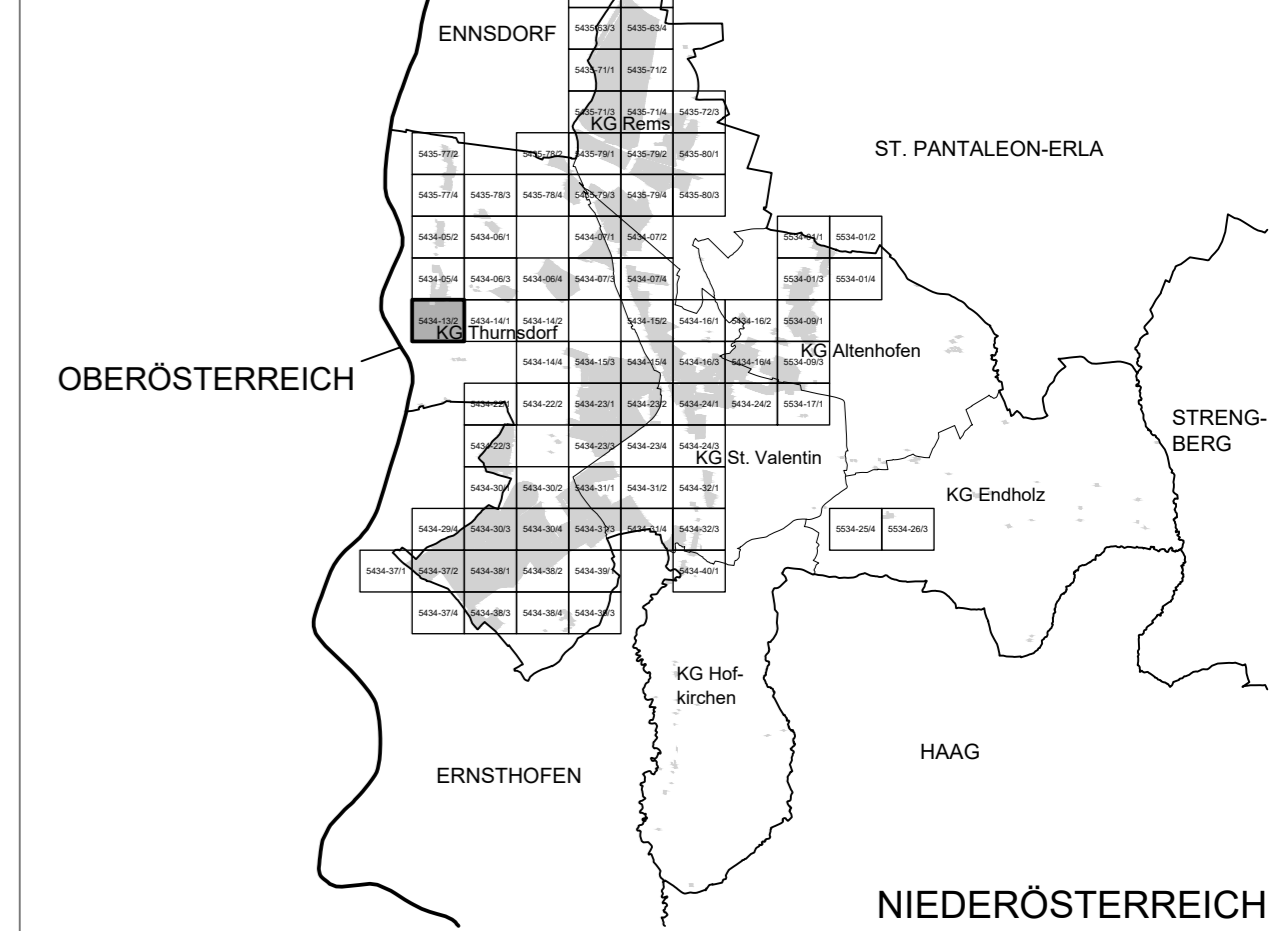 ENNSDORF
5435-63/3 5435-63/4
5435-71/1 5435-71/2
5435-71/3 5435-71/4 5435-72/3
KG Rems
ST. PANTALEON-ERLA
5435-77/2 5435-78/2 5435-79/1 5435-79/2 5435-80/1
5435-77/4 5435-78/3 5435-78/4 5435-79/3 5435-79/4 5435-80/3
5434-05/2 5434-06/1 5434-07/1 5434-07/2 5534-01/1 5534-01/2
5434-05/4 5434-06/3 5434-06/4 5434-07/3 5434-07/4 5534-01/3 5534-01/4
5434-13/2 5434-14/1 5434-14/2 5434-15/2 5434-16/1 5434-16/2 5534-09/1
KG Thurnsdorf
KG Altenhofen
5434-14/4 5434-15/3 5434-15/4 5434-16/3 5434-16/4 5534-09/3
OBERÖSTERREICH
5434-22/1 5434-22/2 5434-23/1 5434-23/2 5434-24/1 5434-24/2 5534-17/1
STRENG-
BERG
5434-22/3 5434-23/3 5434-23/4 5434-24/3
KG St. Valentin
5434-30/1 5434-30/2 5434-31/1 5434-31/2 5434-32/1
KG Endholz
5434-29/4 5434-30/3 5434-30/4 5434-31/3 5434-31/4 5434-32/3 5534-25/4 5534-26/3
5434-37/1 5434-37/2 5434-38/1 5434-38/2 5434-39/1 5434-40/1
5434-37/4 5434-38/3 5434-38/4 5434-39/3
KG Hof-
kirchen
HAAG
ERNSTHOFEN
NIEDERÖSTERREICH